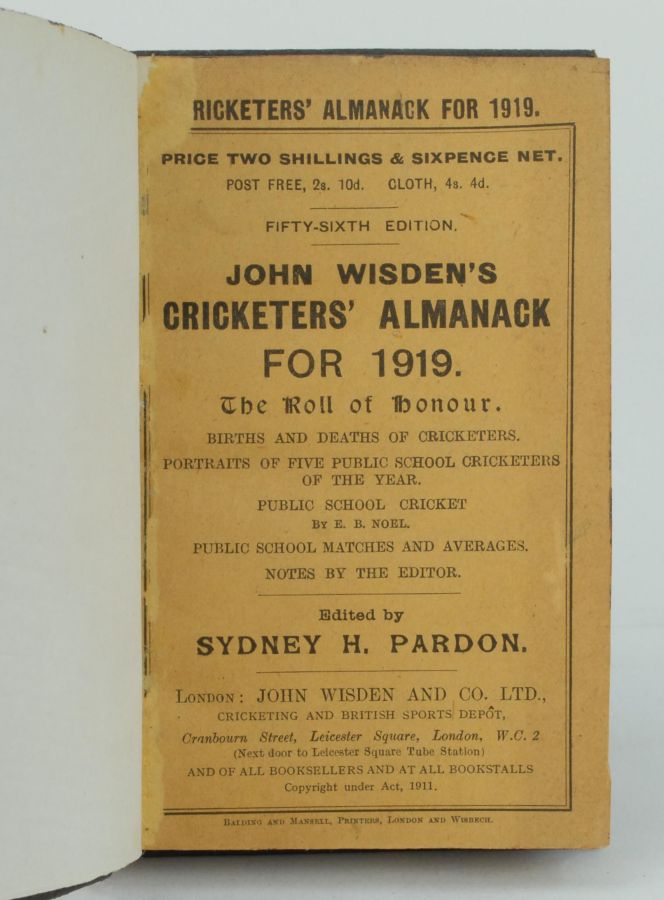 RICKETERS' ALMANACK FOR 1919.
PRICE TWO SHILLINGS & SIXPENCE NET.
POST FREE, 2s. 10d. CLOTH, 4s. 4d.
FIFTY-SIXTH EDITION.
JOHN WISDEN'S
CRICKETERS' ALMANACK
FOR 1919.
The Roll of Honour.
BIRTHS AND DEATHS OF CRICKETERS.
PORTRAITS OF FIVE PUBLIC SCHOOL CRICKETERS
OF THE YEAR.
PUBLIC SCHOOL CRICKET
BY E. B. NOEL.
PUBLIC SCHOOL MATCHES AND AVERAGES.
NOTES BY THE EDITOR.
Edited by
SYDNEY H. PARDON.
LONDON: JOHN WISDEN AND CO. LTD.,
CRICKETING AND BRITISH SPORTS DEPÔT,
Cranbourn Street, Leicester Square, London, W.C. 2
(Next door to Leicester Square Tube Station)
AND OF ALL BOOKSELLERS AND AT ALL BOOKSTALLS
Copyright under Act, 1911.
BALDING AND MANSELL, PRINTERS, LONDON AND WISBECH.